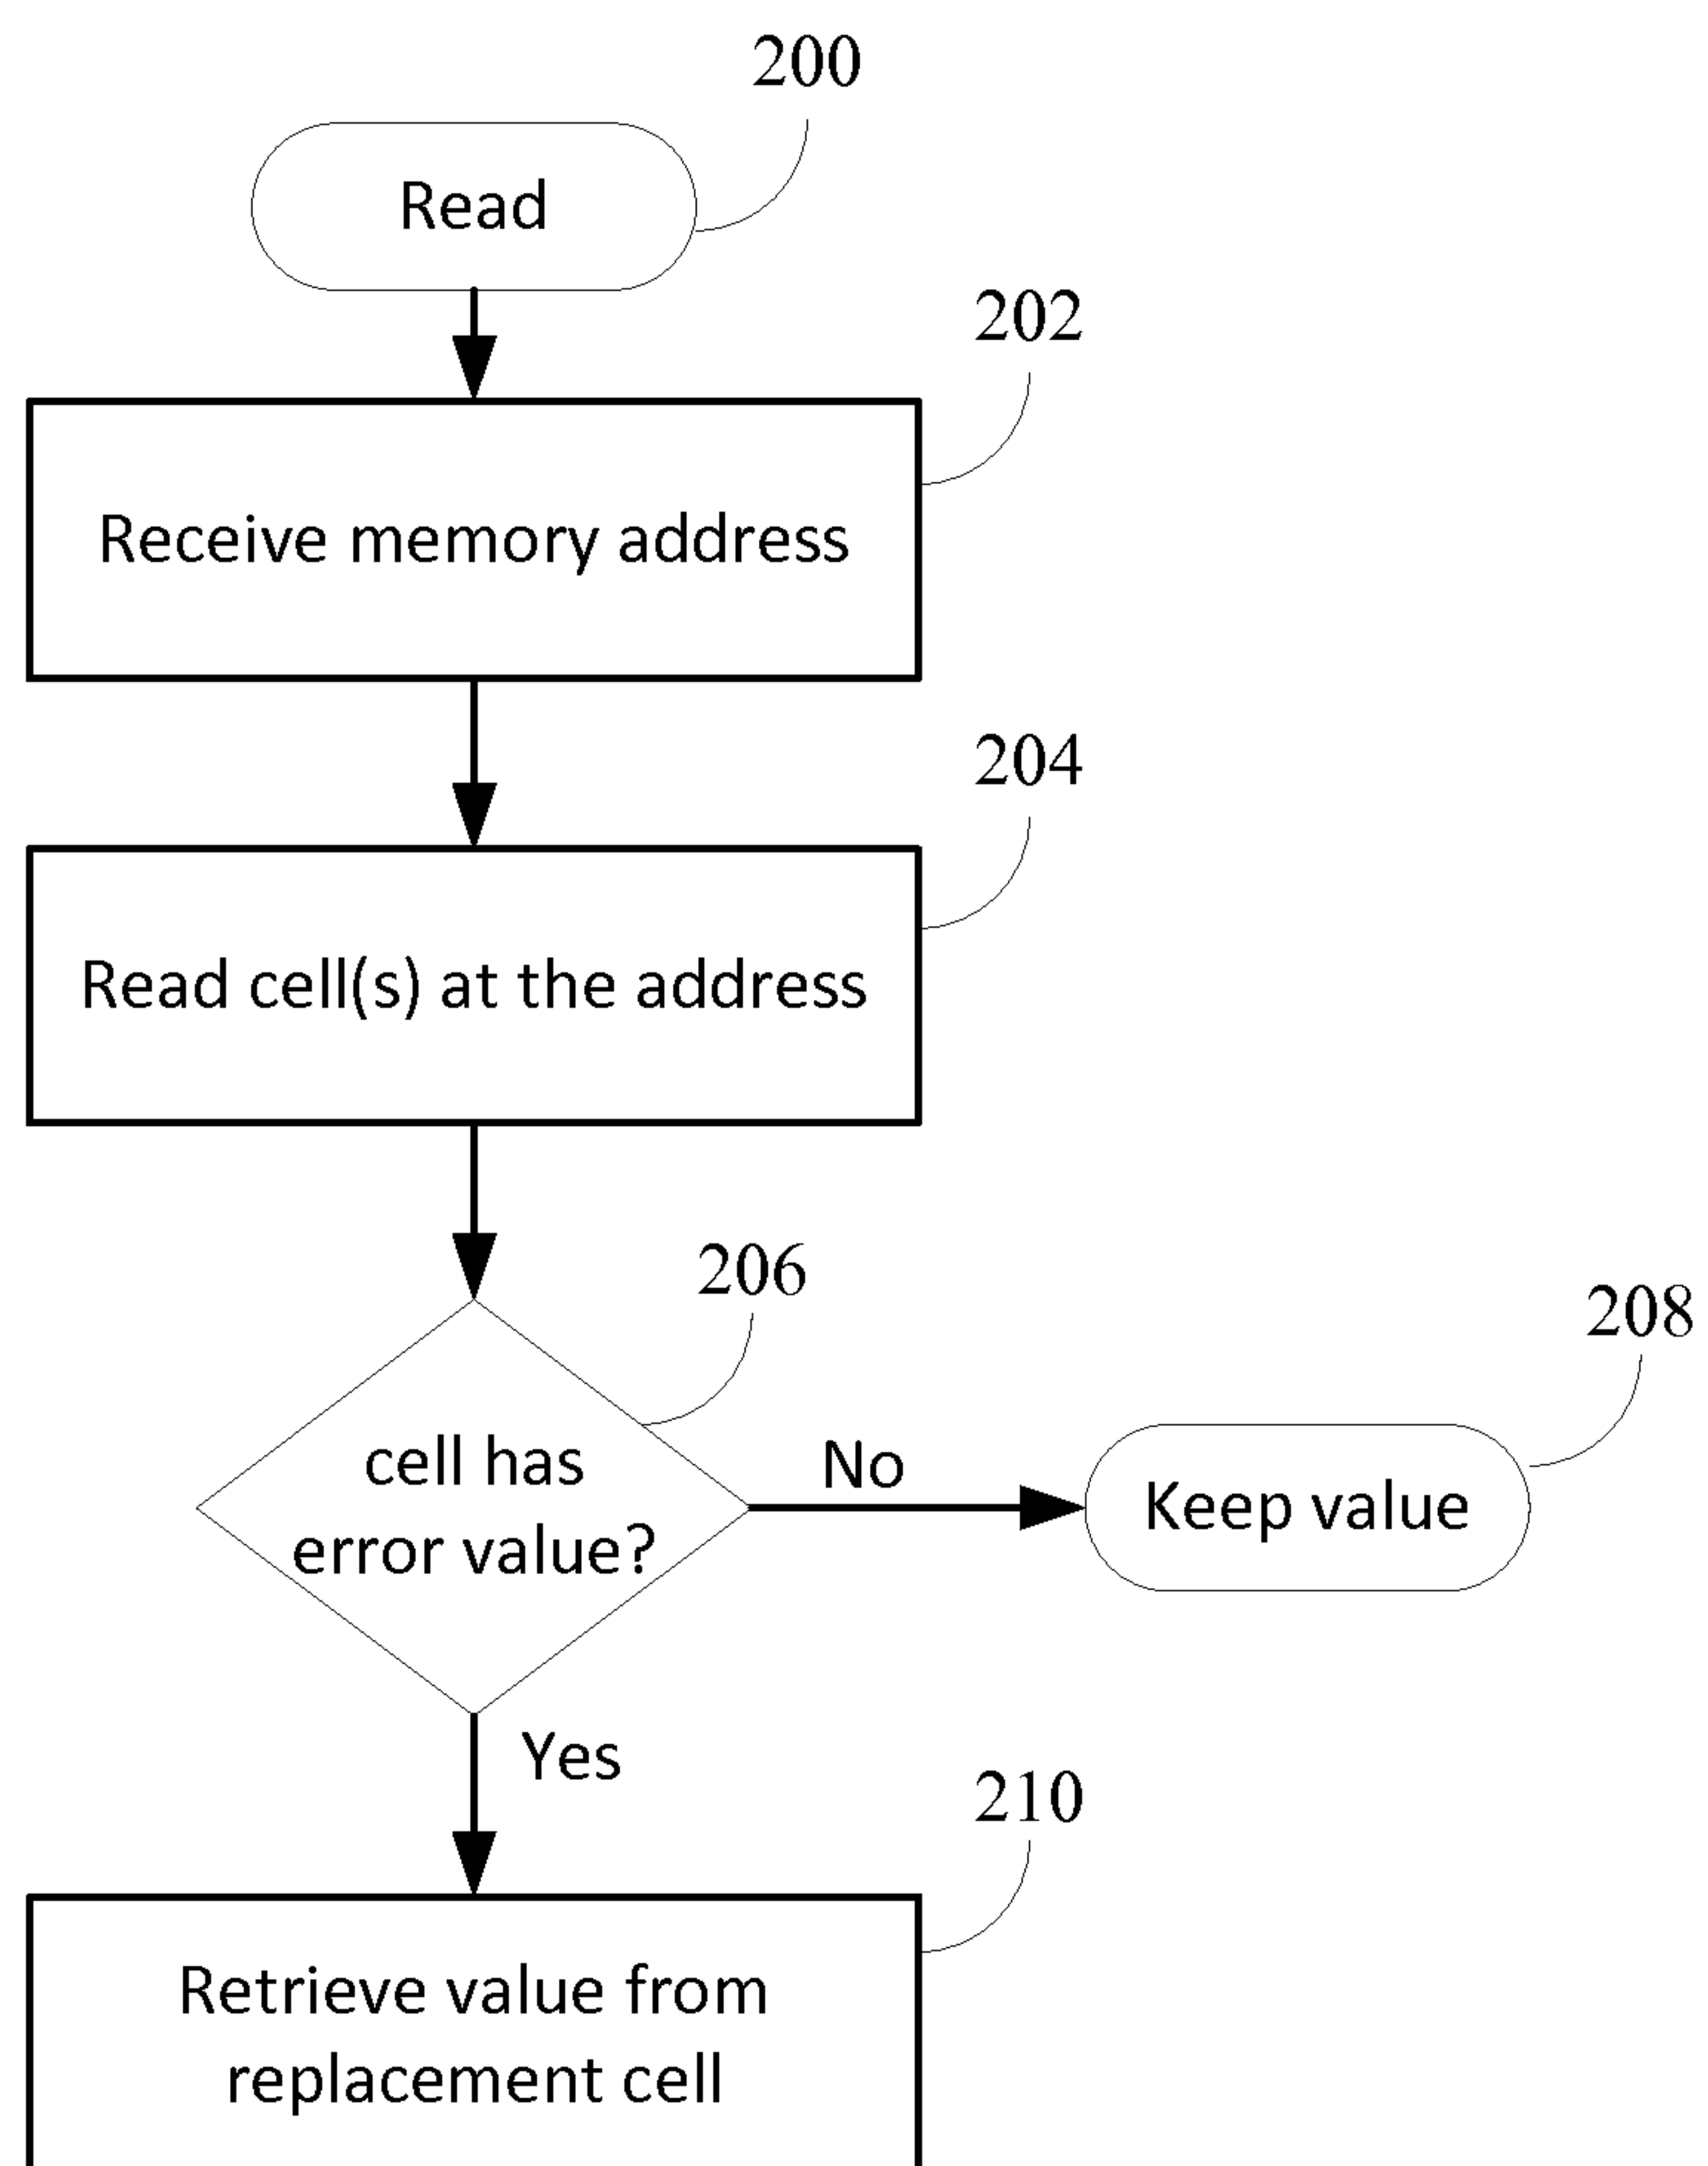 200
Read
202
Receive memory address
204
Read cell(s) at the address
206
208
cell has
error value?
No
Keep value
Yes
210
Retrieve value from
replacement cell